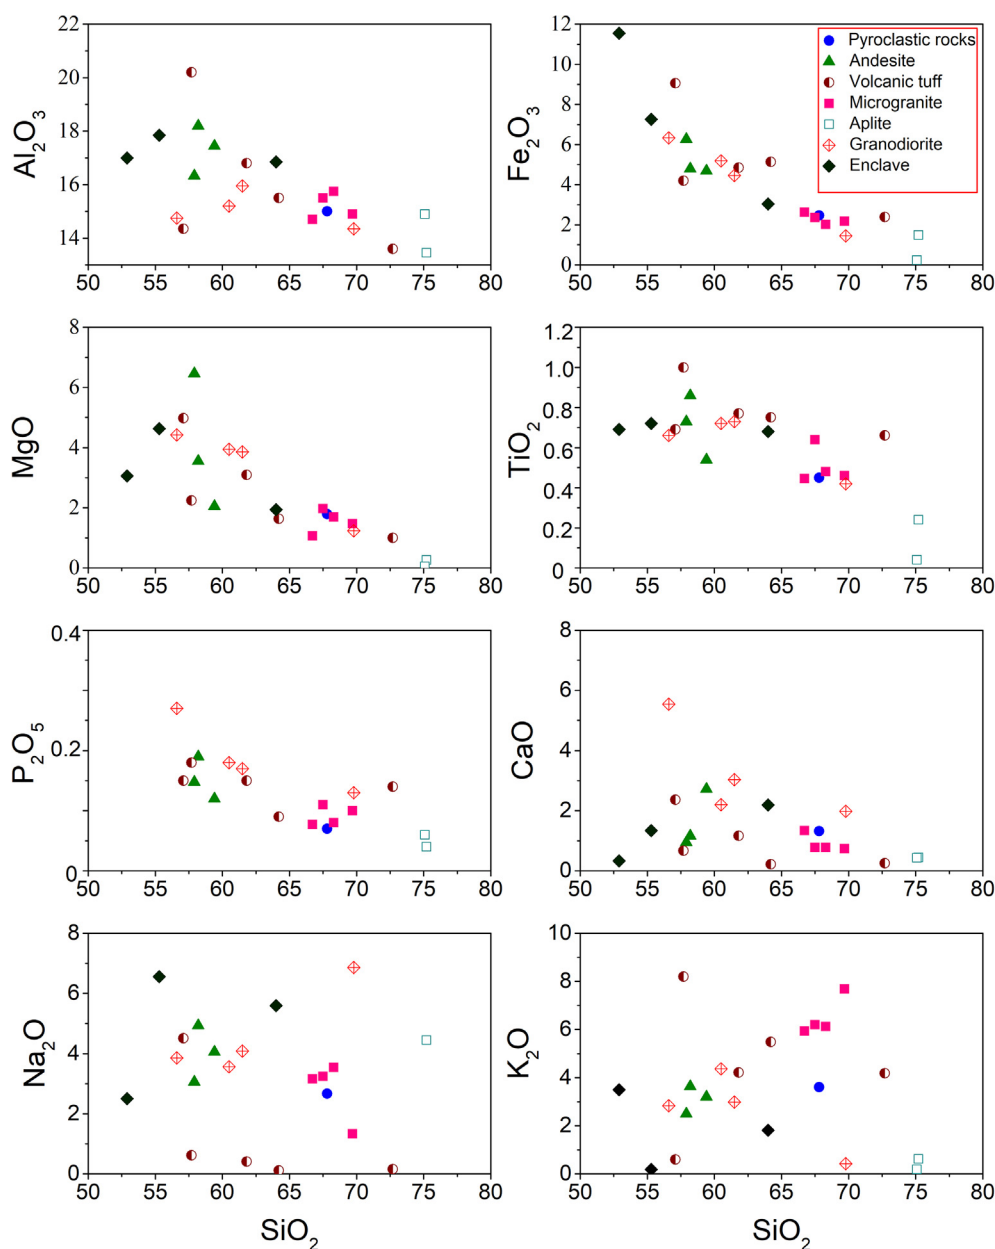 22
20
18
16
14
Al₂O₃
50 55 60 65 70 75 80
12
10
8
6
4
2
0
Fe₂O₃
Pyroclastic rocks
Andesite
Volcanic tuff
Microgranite
Aplite
Granodiorite
Enclave
50 55 60 65 70 75 80
8
6
4
2
0
MgO
50 55 60 65 70 75 80
1.2
1.0
0.8
0.6
0.4
0.2
0
TiO₂
50 55 60 65 70 75 80
0.4
0.2
0
P₂O₅
50 55 60 65 70 75 80
8
6
4
2
0
CaO
50 55 60 65 70 75 80
8
6
4
2
0
Na₂O
50 55 60 65 70 75 80
SiO₂
10
8
6
4
2
0
K₂O
50 55 60 65 70 75 80
SiO₂